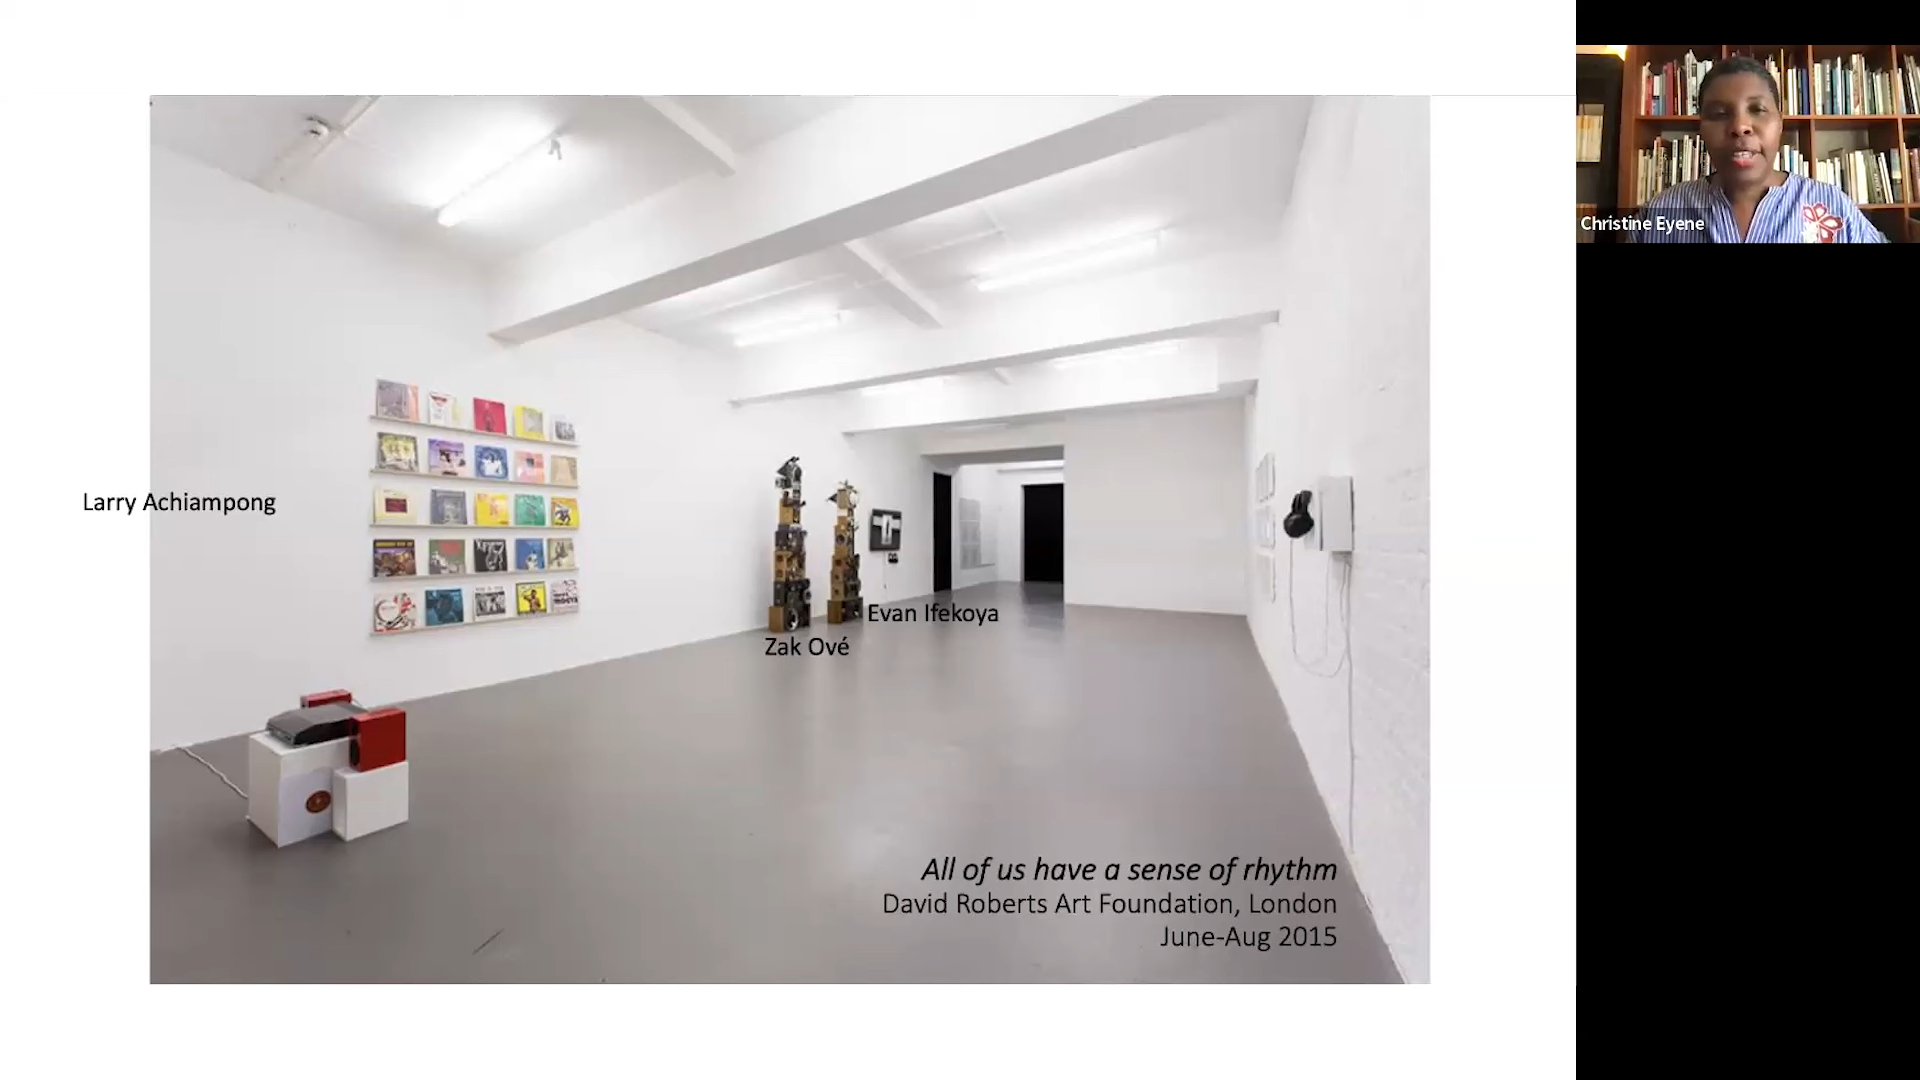 Christine Eyene
Larry Achiampong
Evan Ifekoya
Zak Ové
All of us have a sense of rhythm
David Roberts Art Foundation, London
June-Aug 2015